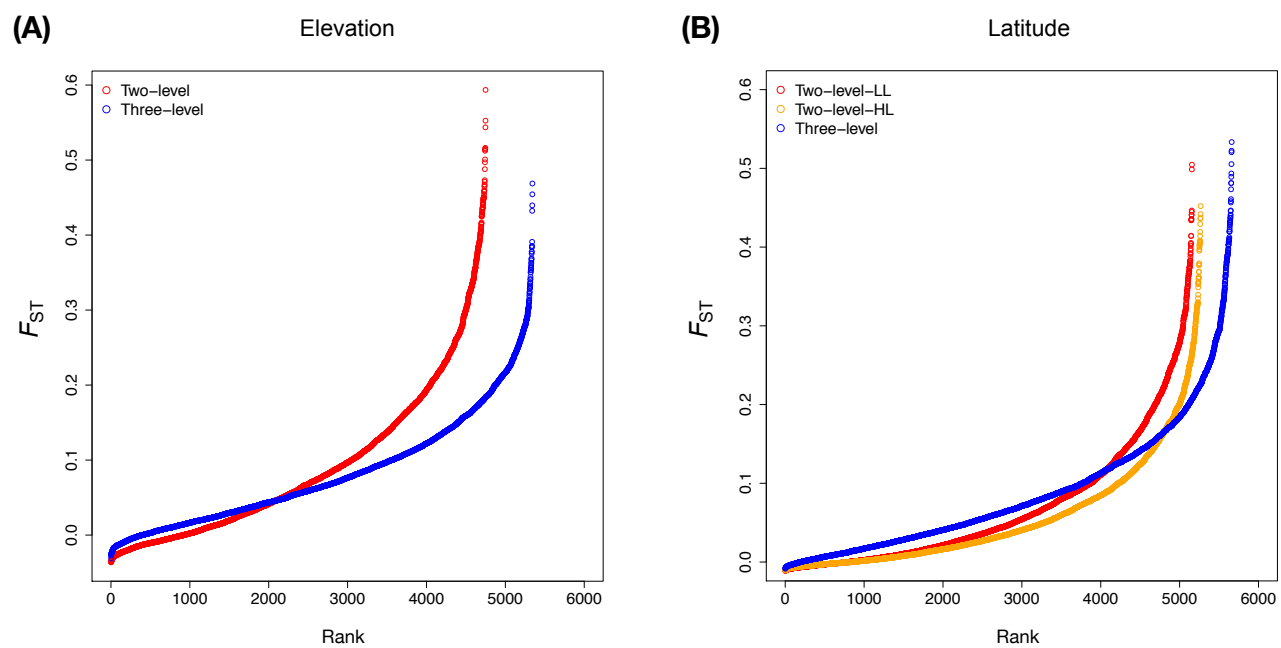 (A)
Elevation
Two-level
Three-level
0.6
0.5
0.4
0.3
0.2
0.1
0.0
FST
0 1000 2000 3000 4000 5000 6000
Rank
(B)
Latitude
Two-level-LL
Two-level-HL
Three-level
0.6
0.5
0.4
0.3
0.2
0.1
0.0
FST
0 1000 2000 3000 4000 5000 6000
Rank